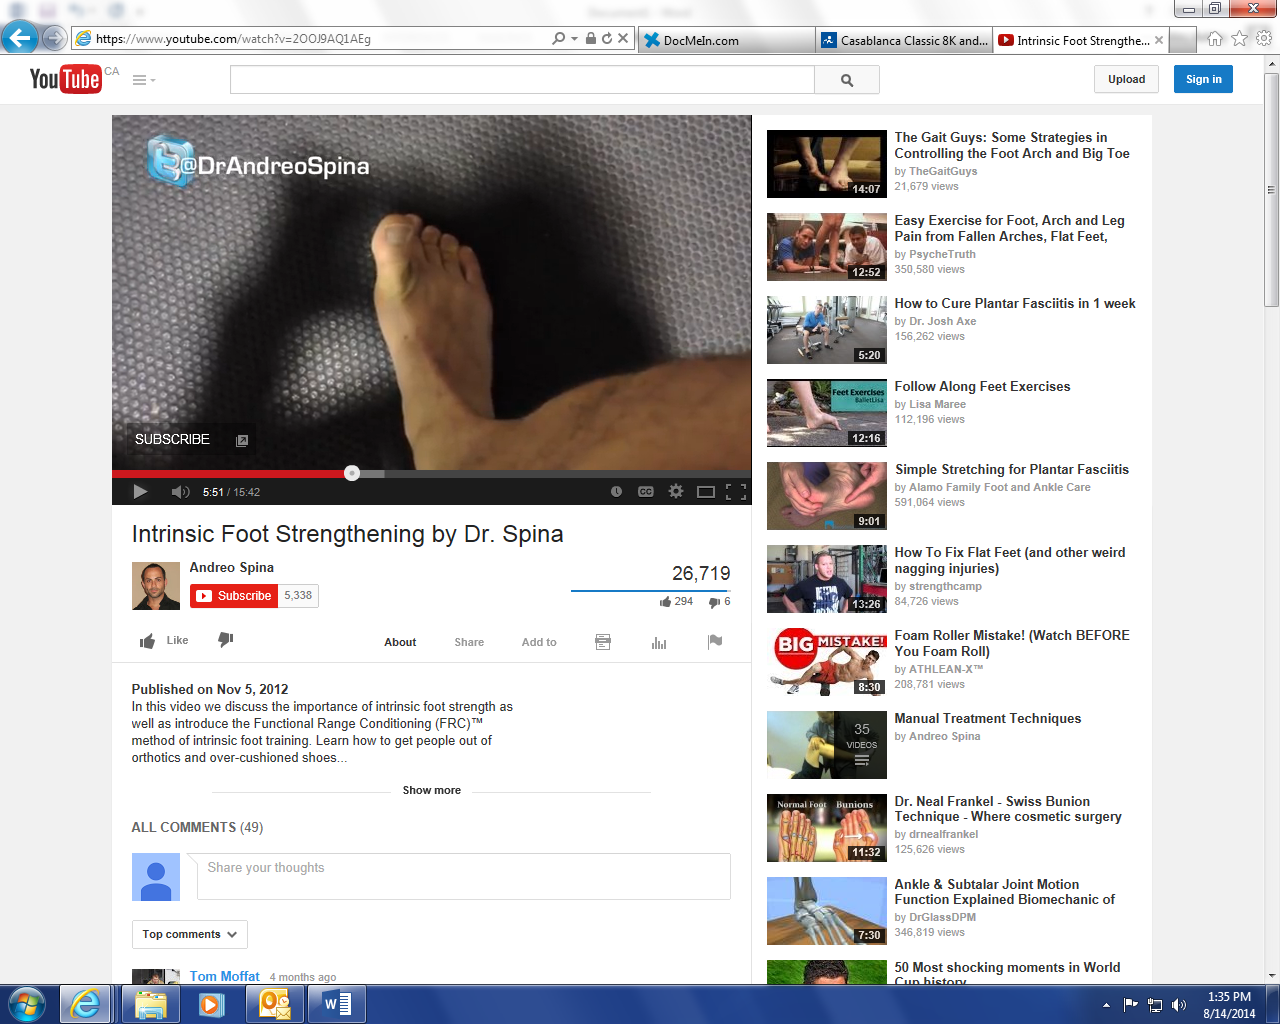 https://www.youtube.com/watch?v=2OOJ9AQ1AEg
DocMeIn.com
Casablanca Classic 8K and...
Intrinsic Foot Strengthe...
YouTube CA
Upload
Sign in
@DrAndreoSpina
SUBSCRIBE
5:51 / 15:42
CC
Intrinsic Foot Strengthening by Dr. Spina
Andreo Spina
Subscribe 5,338
26,719
294 6
Like
About
Share
Add to
Published on Nov 5, 2012
In this video we discuss the importance of intrinsic foot strength as
well as introduce the Functional Range Conditioning (FRC)™
method of intrinsic foot training. Learn how to get people out of
orthotics and over-cushioned shoes...
Show more
ALL COMMENTS (49)
Share your thoughts
Top comments
Tom Moffat 4 months ago
14:07
The Gait Guys: Some Strategies in
Controlling the Foot Arch and Big Toe
by TheGaitGuys
21,679 views
12:52
Easy Exercise for Foot, Arch and Leg
Pain from Fallen Arches, Flat Feet,
by PsycheTruth
350,580 views
5:20
How to Cure Plantar Fasciitis in 1 week
by Dr. Josh Axe
156,262 views
Feet Exercises
BalletLisa
12:16
Follow Along Feet Exercises
by Lisa Maree
112,196 views
9:01
Simple Stretching for Plantar Fasciitis
by Alamo Family Foot and Ankle Care
591,064 views
13:26
How To Fix Flat Feet (and other weird
nagging injuries)
by strengthcamp
84,726 views
BIG MISTAKE!
8:30
Foam Roller Mistake! (Watch BEFORE
You Foam Roll)
by ATHLEAN-X™
208,781 views
35
VIDEOS
Manual Treatment Techniques
by Andreo Spina
Normal Foot Bunions
11:32
Dr. Neal Frankel - Swiss Bunion
Technique - Where cosmetic surgery
by drnealfrankel
125,626 views
7:30
Ankle & Subtalar Joint Motion
Function Explained Biomechanic of
by DrGlassDPM
346,819 views
50 Most shocking moments in World
Cup history
1:35 PM
8/14/2014